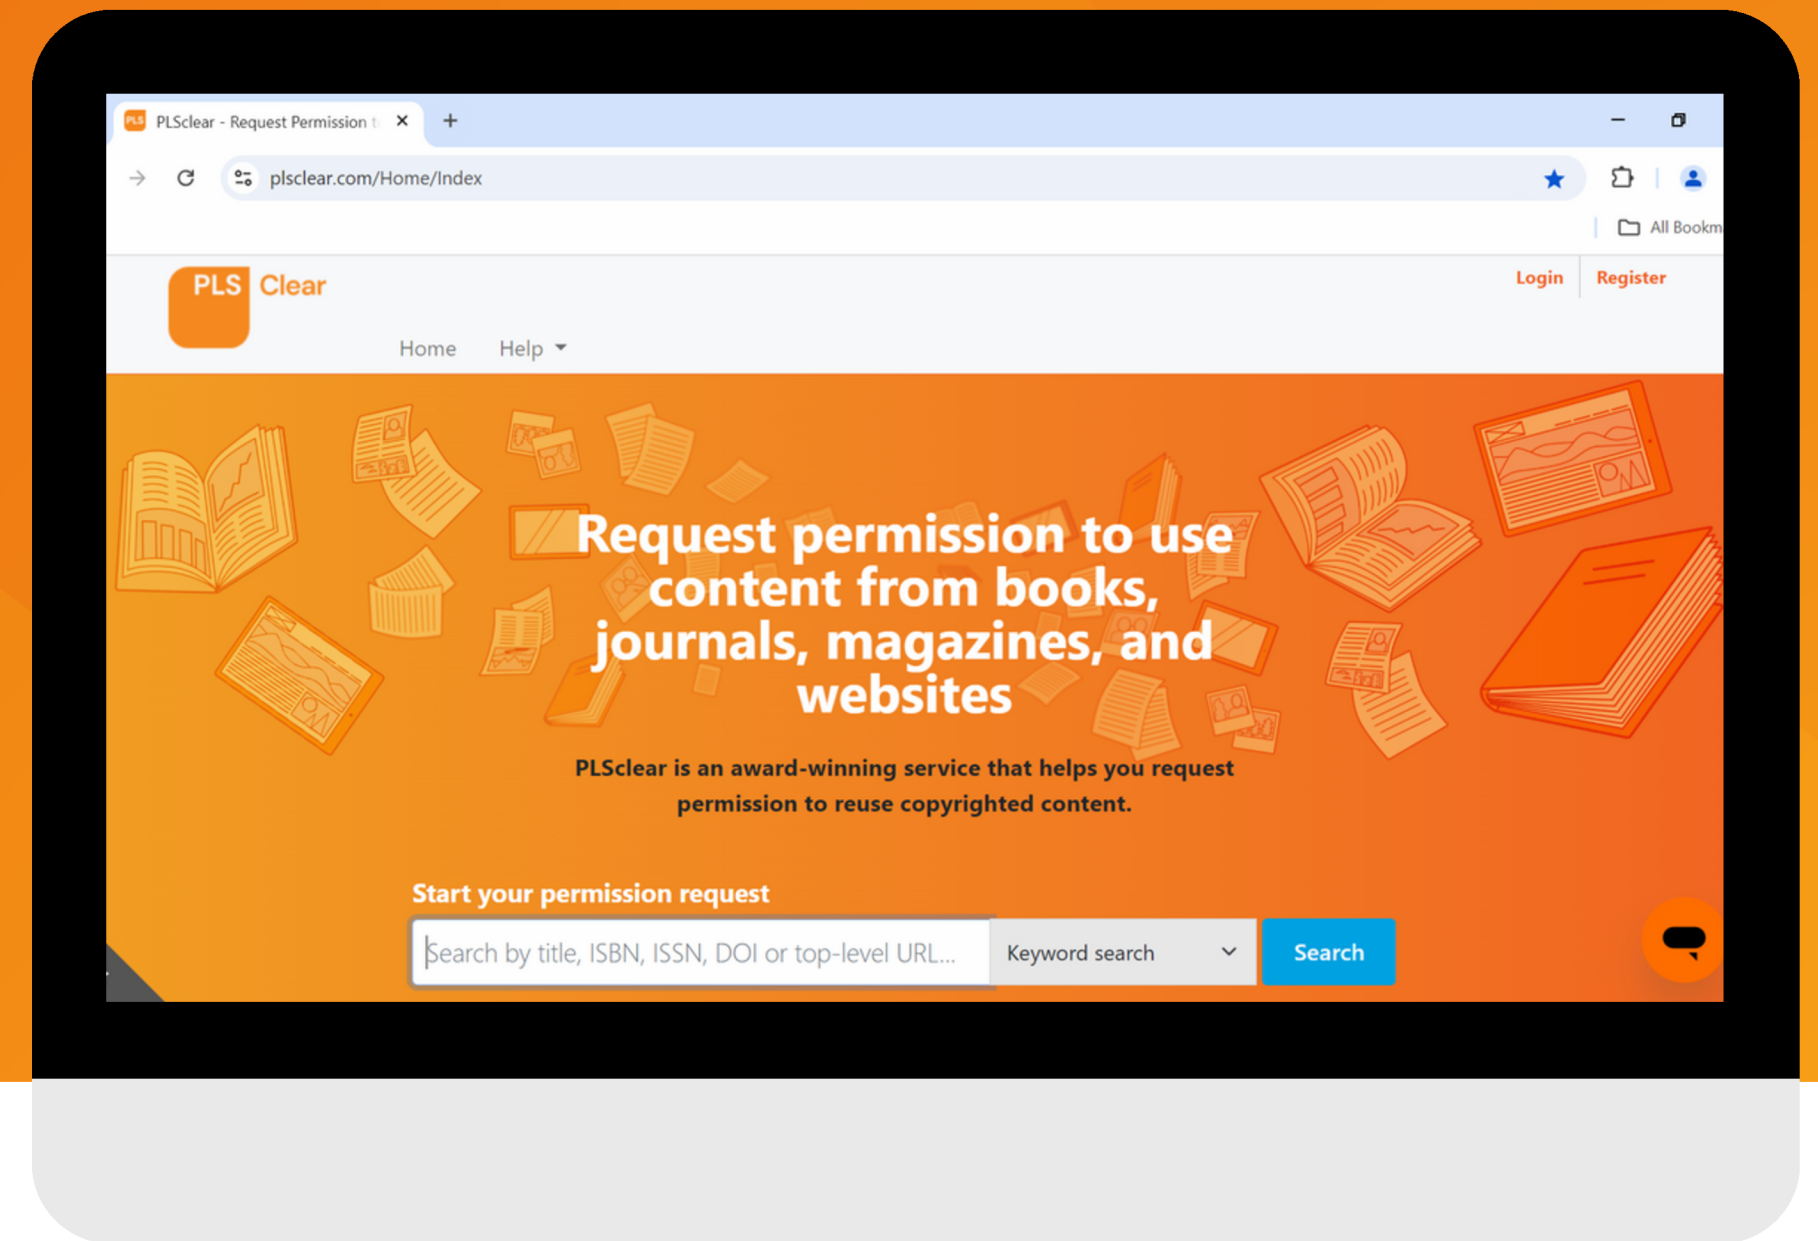 PLS PLSclear - Request Permission t
plsclear.com/Home/Index
All Bookm
PLS Clear
Login Register
Home Help
Request permission to use
content from books,
journals, magazines, and
websites
PLSclear is an award-winning service that helps you request
permission to reuse copyrighted content.
Start your permission request
Search by title, ISBN, ISSN, DOI or top-level URL...
Keyword search
Search